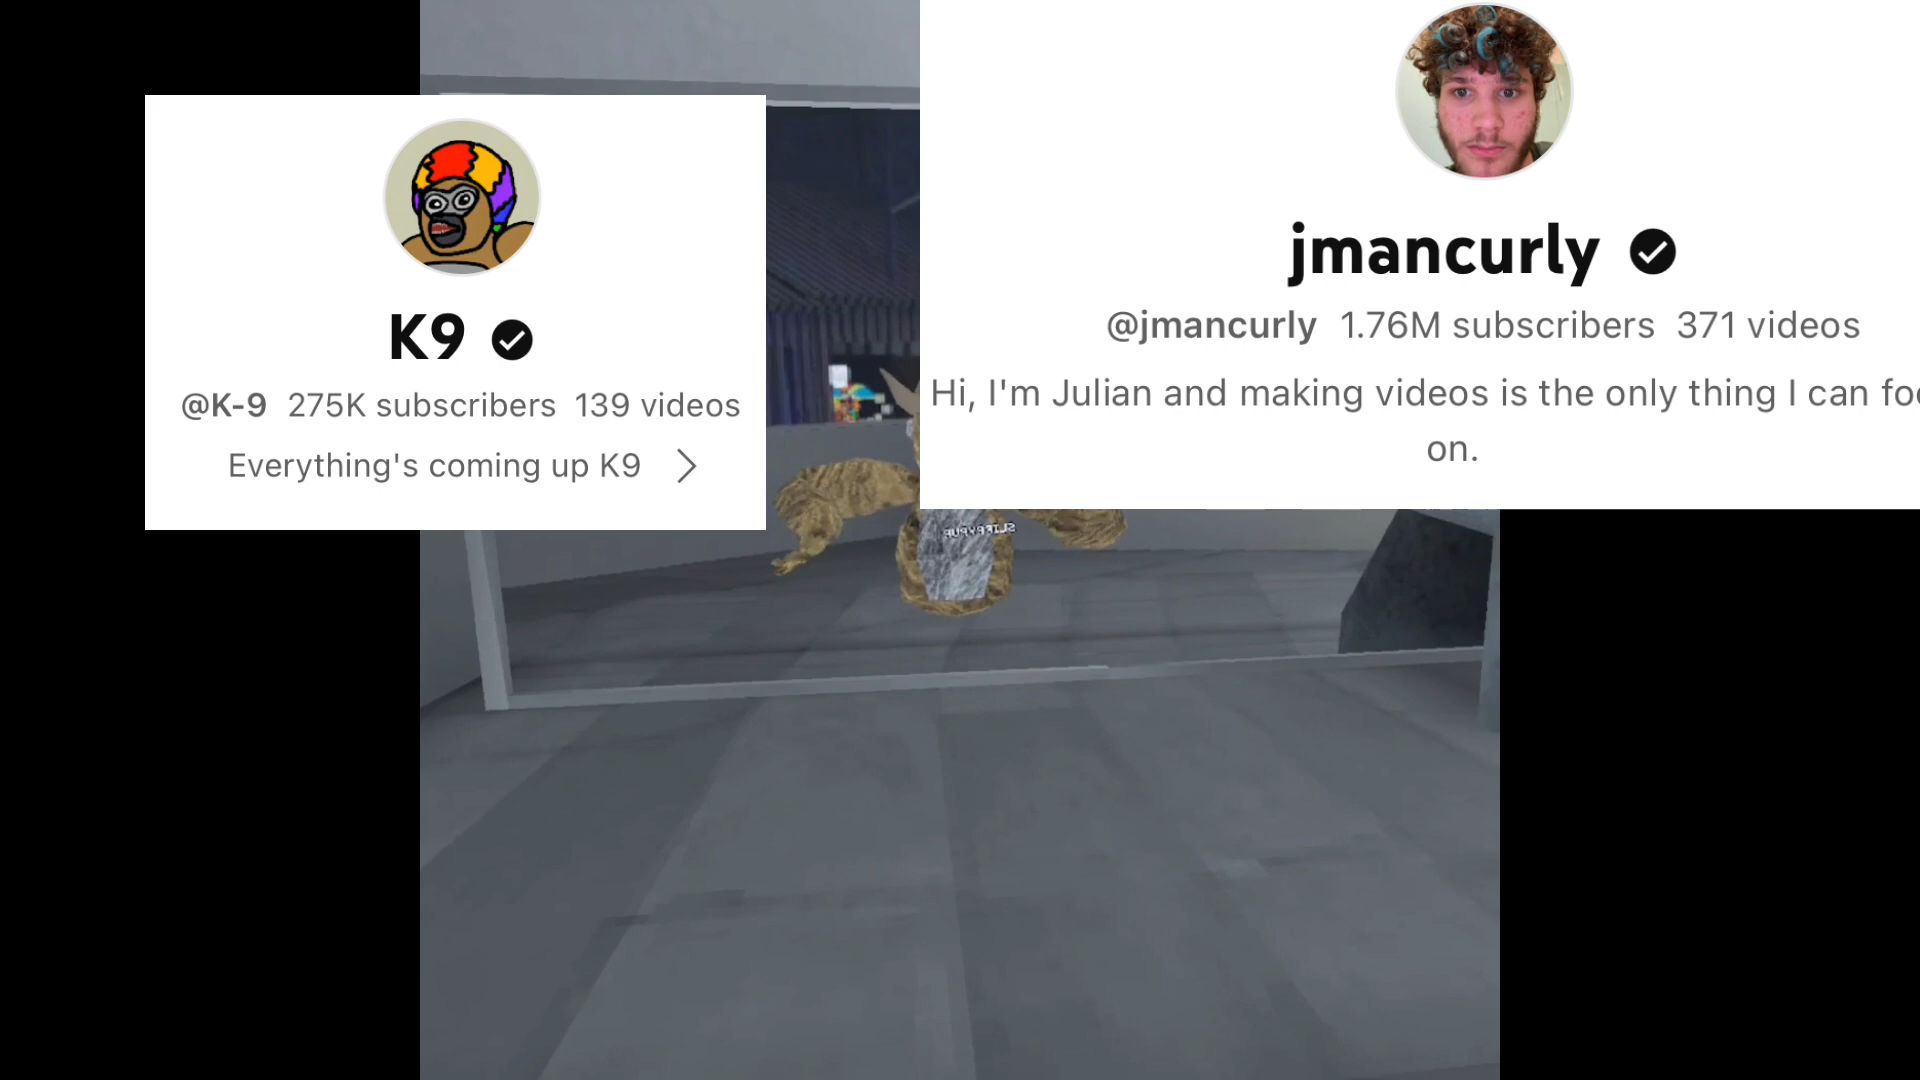 K9
@K-9 275K subscribers 139 videos
Everything's coming up K9
jmancurly
@jmancurly 1.76M subscribers 371 videos
Hi, I'm Julian and making videos is the only thing I can
on.
SLIPPYPUP